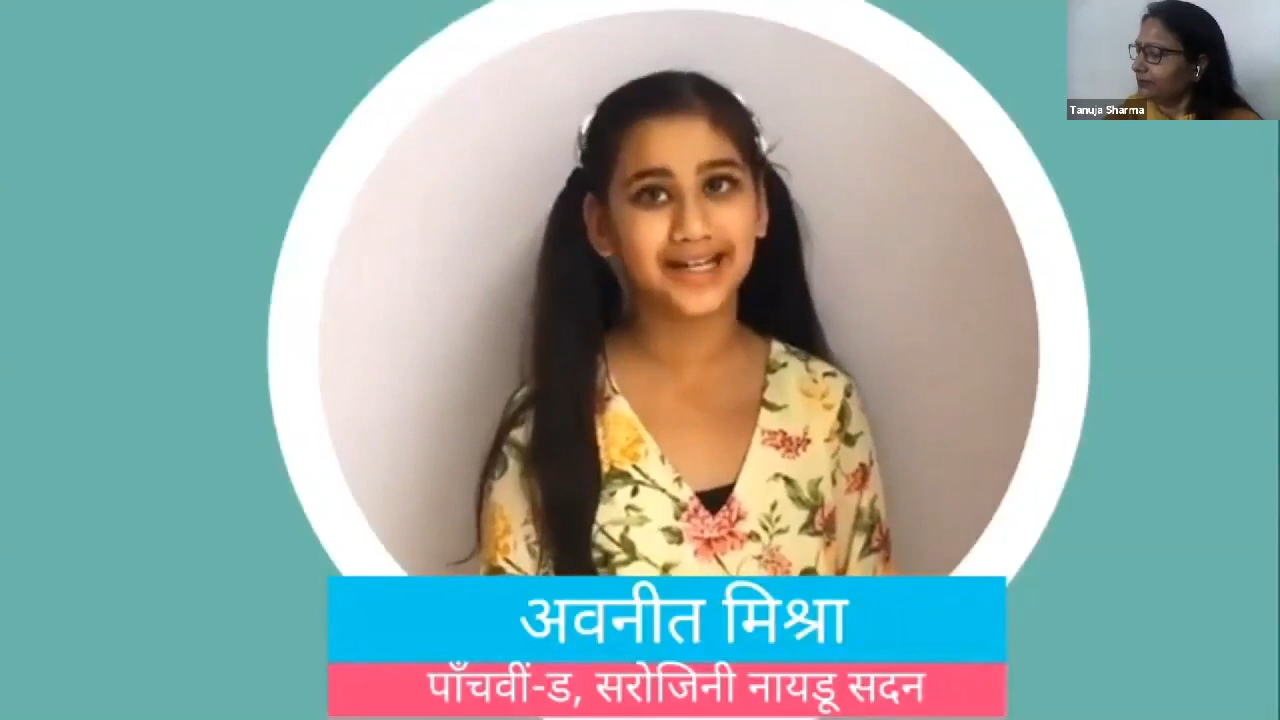 Tanuja Sharma
अवनीत मिश्रा
पाँचवीं-ड, सरोजिनी नायडू सदन